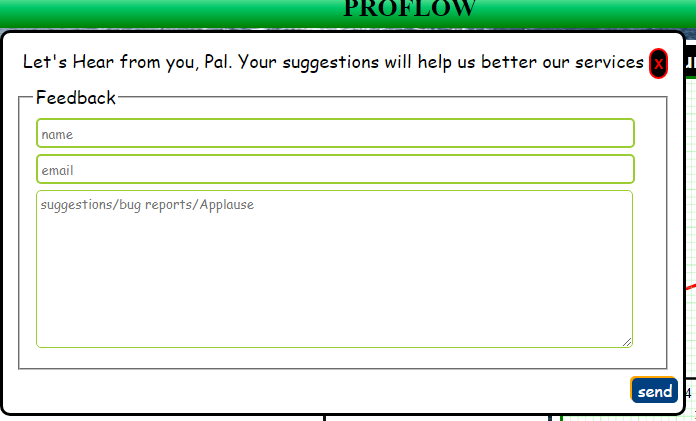 PROFLOW
Let's Hear from you, Pal. Your suggestions will help us better our services X
Feedback
name
email
suggestions/bug reports/Applause
send
4